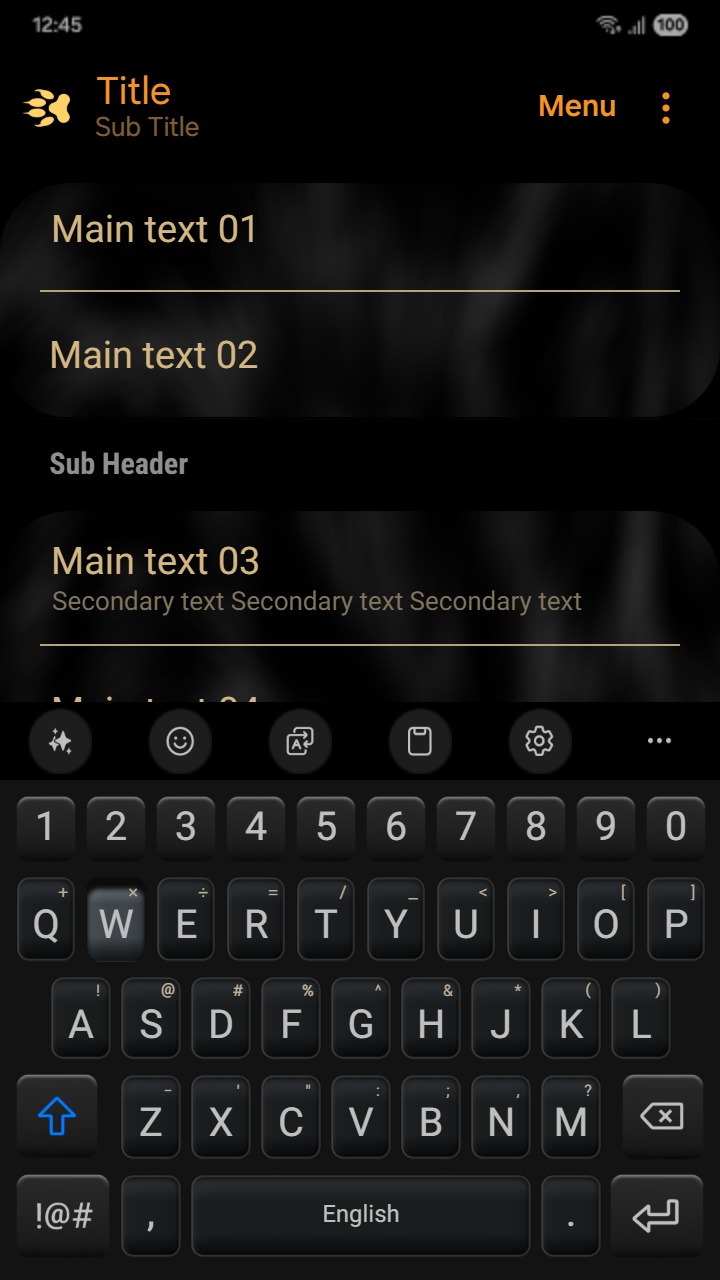 12:45
100
Title
Sub Title
Menu
Main text 01
Main text 02
Sub Header
Main text 03
Secondary text Secondary text Secondary text
1 2 3 4 5 6 7 8 9 0
+ × ÷ = / _ < > [ ]
Q W E R T Y U I O P
! @ # % ^ & * ( )
A S D F G H J K L
- ' " : ; , ?
Z X C V B N M
!@# , English .